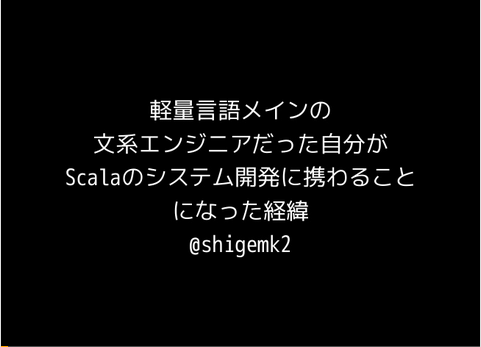 軽量言語メインの
文系エンジニアだった自分が
Scalaのシステム開発に携わること
になった経緯
@shigemk2